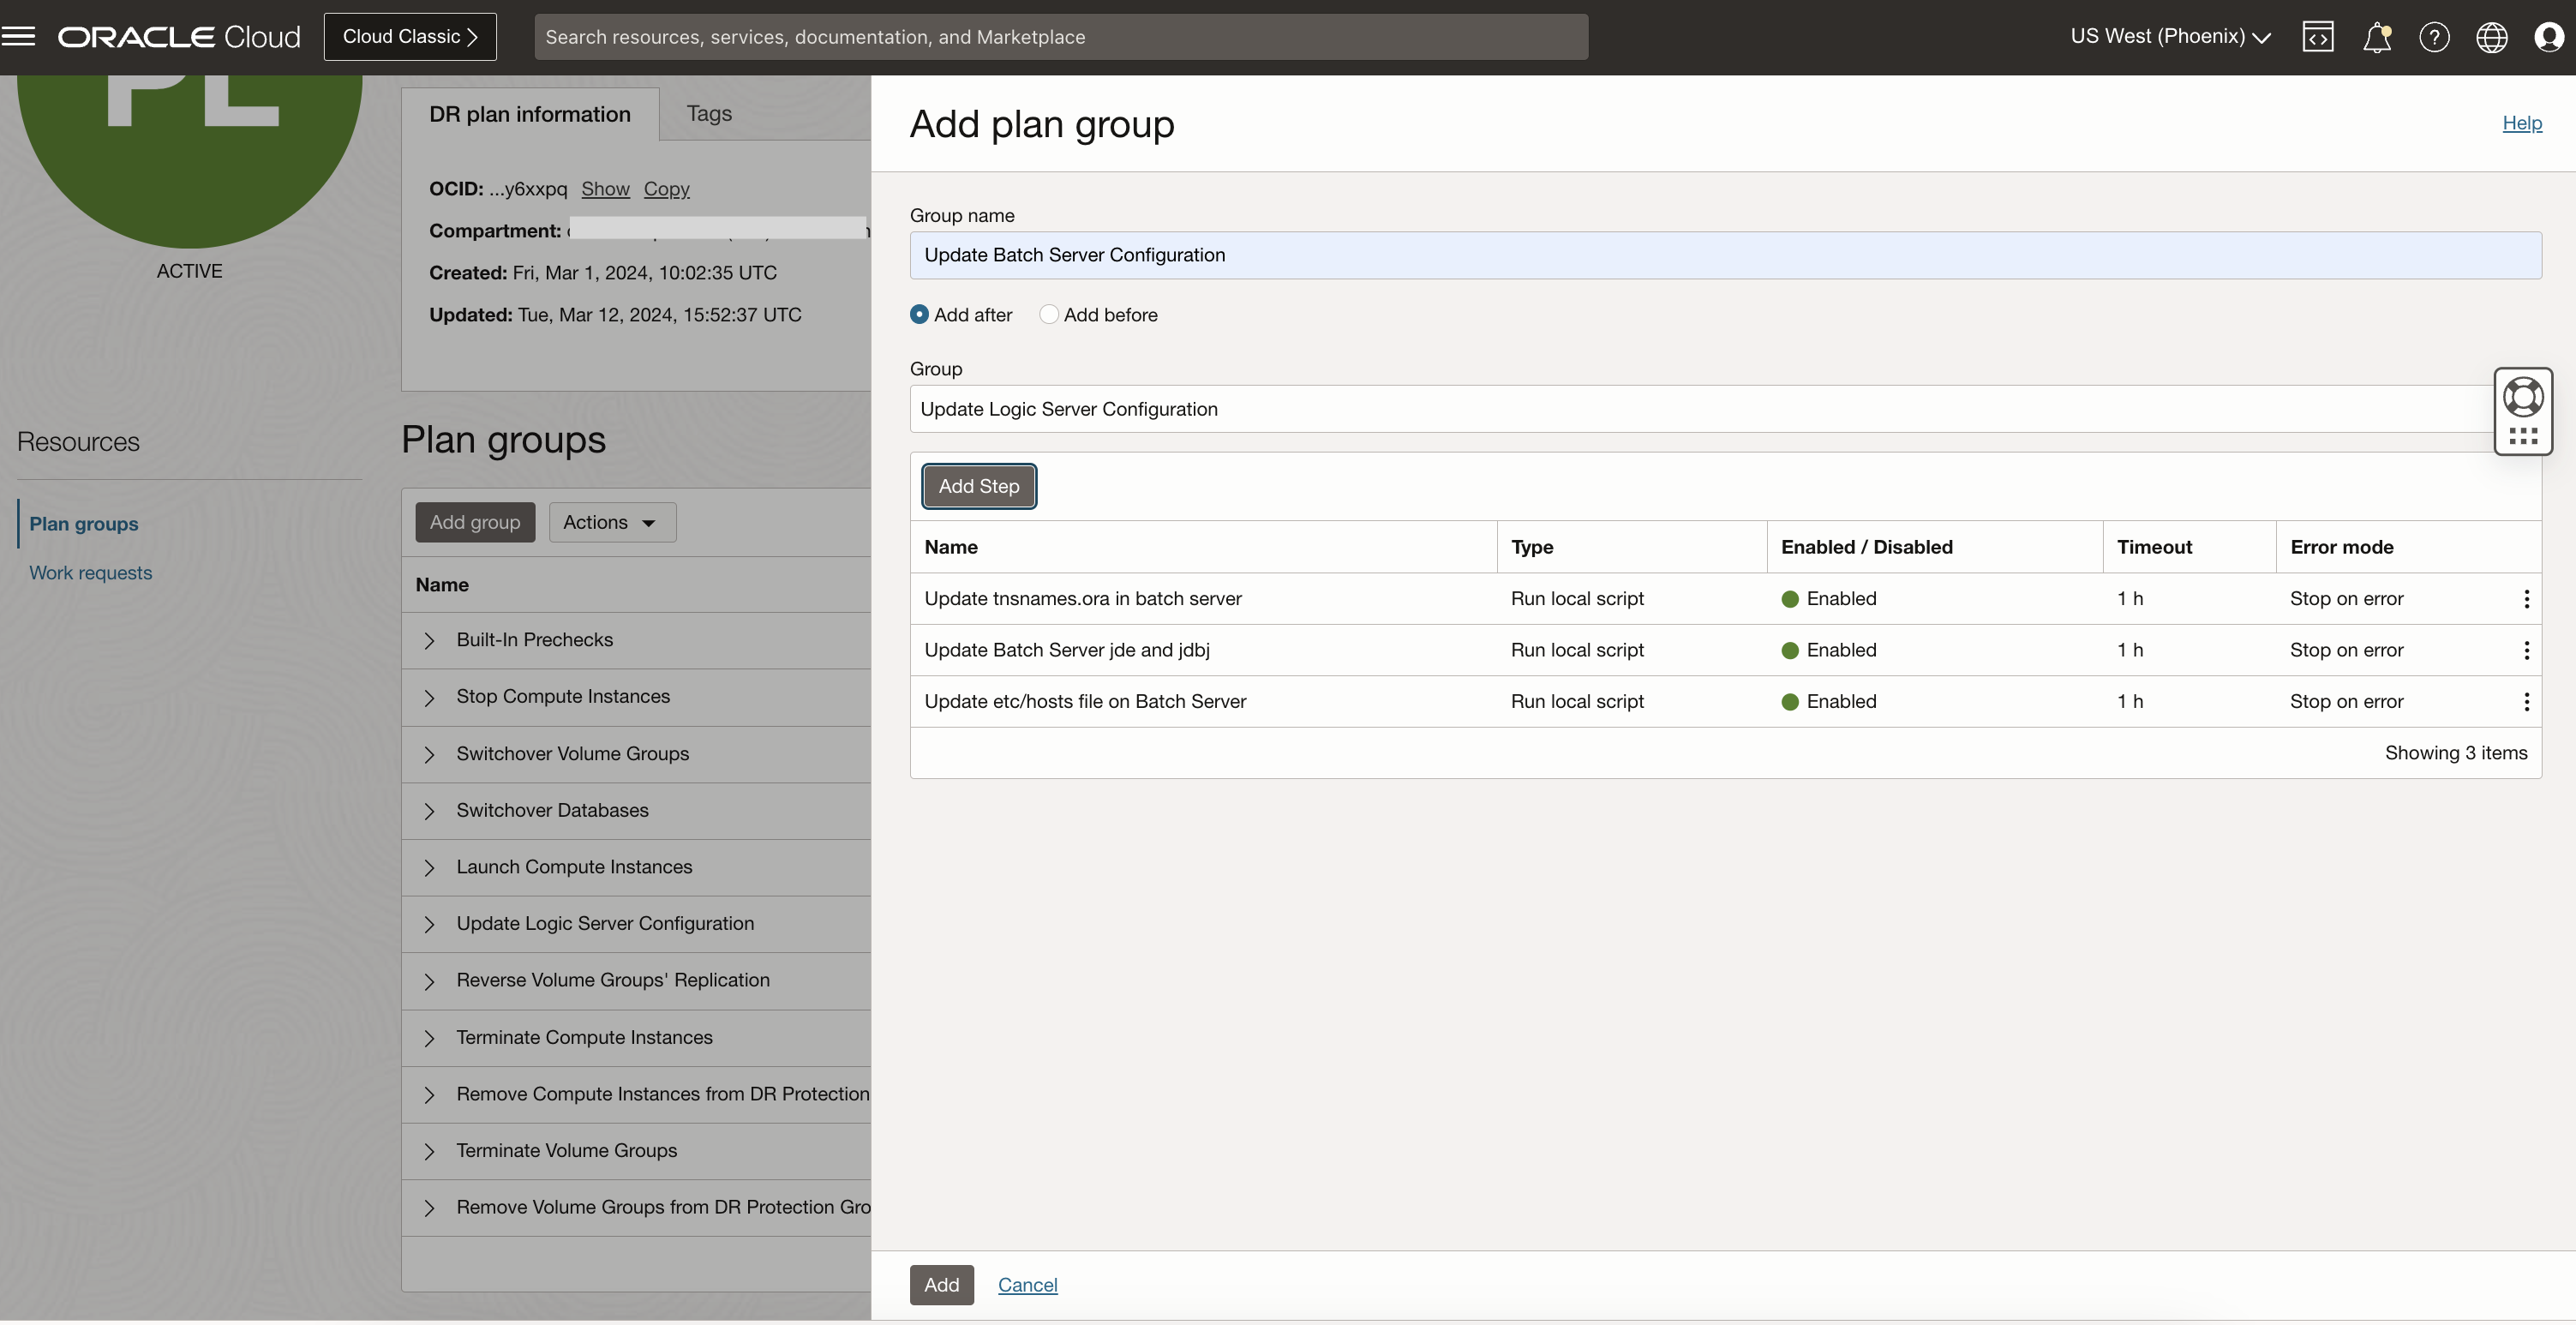 ORACLE Cloud
Cloud Classic
Search resources, services, documentation, and Marketplace
US West (Phoenix)
PL
ACTIVE
Resources
Plan groups
Work requests
DR plan information
Tags
OCID: ...y6xxpq Show Copy
Compartment:
Created: Fri, Mar 1, 2024, 10:02:35 UTC
Updated: Tue, Mar 12, 2024, 15:52:37 UTC
Plan groups
Add group
Actions
Name
Built-In Prechecks
Stop Compute Instances
Switchover Volume Groups
Switchover Databases
Launch Compute Instances
Update Logic Server Configuration
Reverse Volume Groups' Replication
Terminate Compute Instances
Remove Compute Instances from DR Protection
Terminate Volume Groups
Remove Volume Groups from DR Protection Gro
Add plan group
Help
Group name
Update Batch Server Configuration
Add after
Add before
Group
Update Logic Server Configuration
Add Step
Name Type Enabled / Disabled Timeout Error mode
Update tnsnames.ora in batch server Run local script Enabled 1 h Stop on error
Update Batch Server jde and jdbj Run local script Enabled 1 h Stop on error
Update etc/hosts file on Batch Server Run local script Enabled 1 h Stop on error
Showing 3 items
Add
Cancel